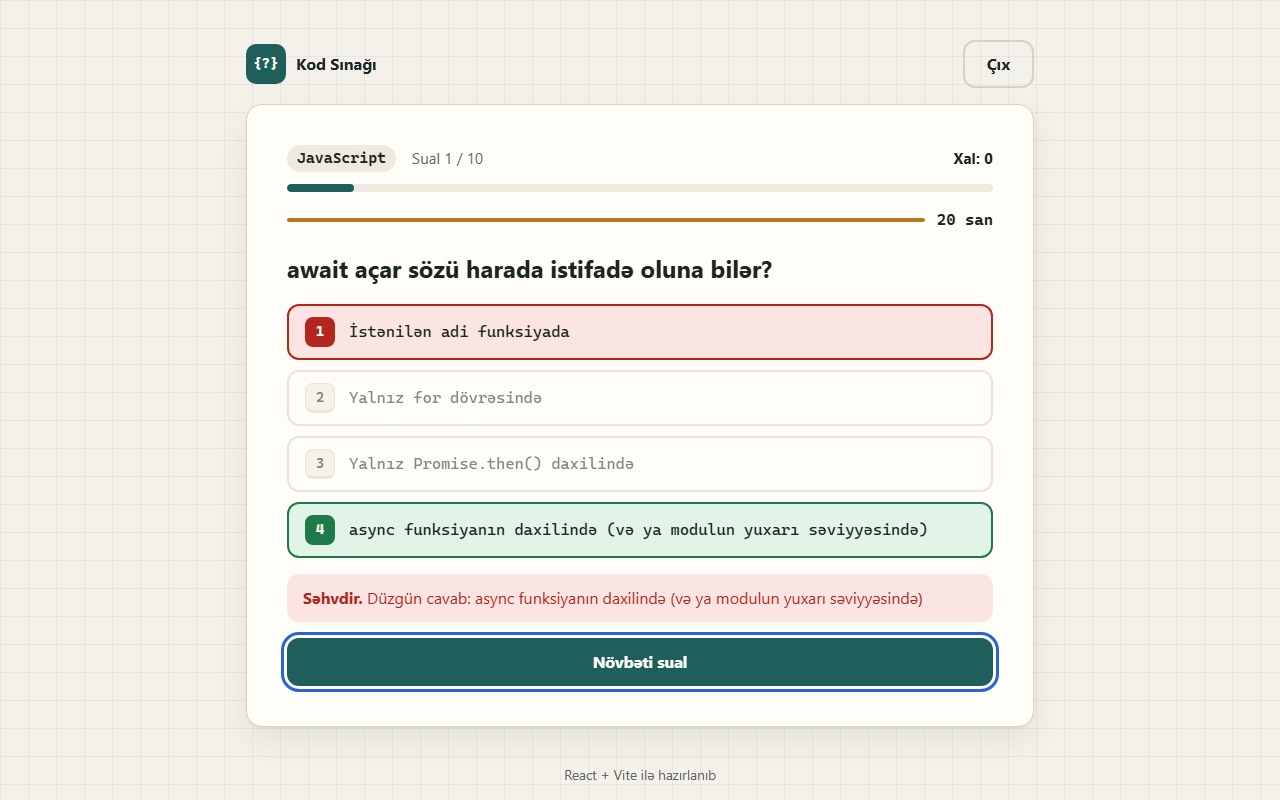 {?} Kod Sınağı Çıx
JavaScript Sual 1 / 10 Xal: 0
20 san
await açar sözü harada istifadə oluna bilər?
1 İstənilən adi funksiyada
2 Yalnız for dövrəsində
3 Yalnız Promise.then() daxilində
4 async funksiyanın daxilində (və ya modulun yuxarı səviyyəsində)
Səhvdir. Düzgün cavab: async funksiyanın daxilində (və ya modulun yuxarı səviyyəsində)
Növbəti sual
React + Vite ilə hazırlanıb